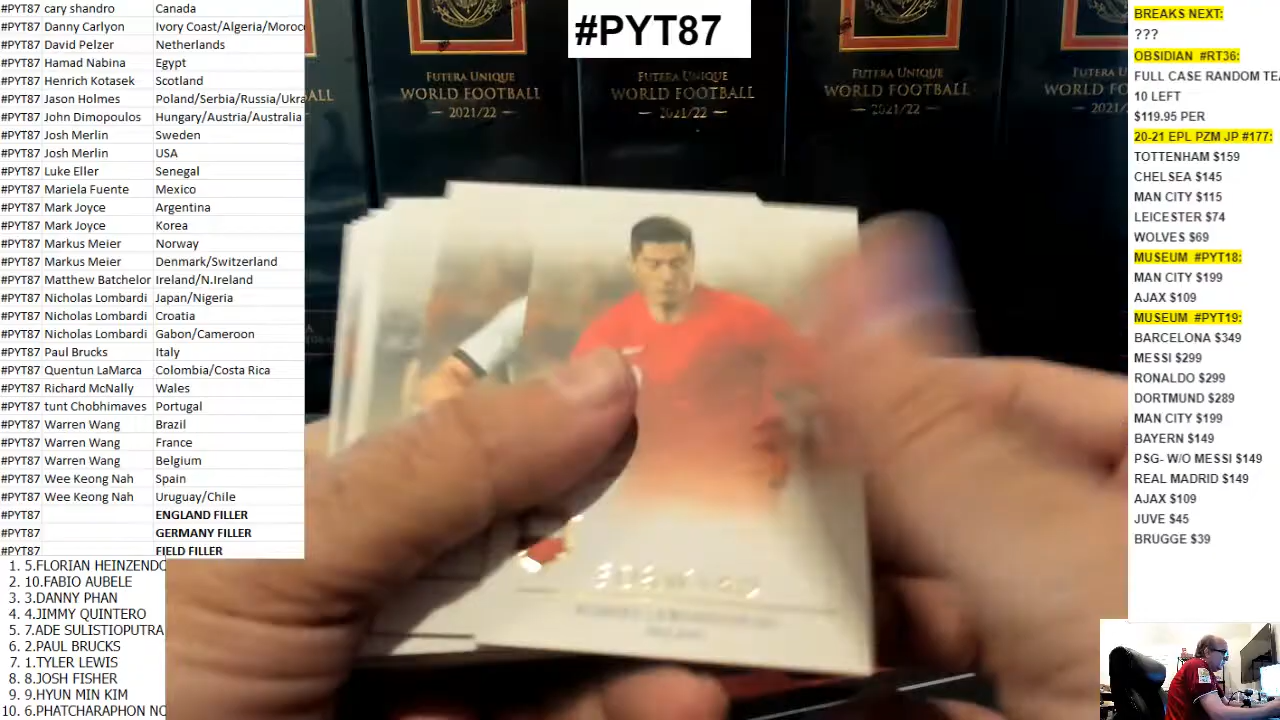 #PYT87 cary shandro Canada
#PYT87 Danny Carlyon Ivory Coast/Algeria/Moroco
#PYT87 David Pelzer Netherlands
#PYT87 Hamad Nabina Egypt
#PYT87 Henrich Kotasek Scotland
#PYT87 Jason Holmes Poland/Serbia/Russia/Ukra
#PYT87 John Dimopoulos Hungary/Austria/Australia
#PYT87 Josh Merlin Sweden
#PYT87 Josh Merlin USA
#PYT87 Luke Eller Senegal
#PYT87 Mariela Fuente Mexico
#PYT87 Mark Joyce Argentina
#PYT87 Mark Joyce Korea
#PYT87 Markus Meier Norway
#PYT87 Markus Meier Denmark/Switzerland
#PYT87 Matthew Batchelor Ireland/N.Ireland
#PYT87 Nicholas Lombardi Japan/Nigeria
#PYT87 Nicholas Lombardi Croatia
#PYT87 Nicholas Lombardi Gabon/Cameroon
#PYT87 Paul Brucks Italy
#PYT87 Quentun LaMarca Colombia/Costa Rica
#PYT87 Richard McNally Wales
#PYT87 tunt Chobhimaves Portugal
#PYT87 Warren Wang Brazil
#PYT87 Warren Wang France
#PYT87 Warren Wang Belgium
#PYT87 Wee Keong Nah Spain
#PYT87 Wee Keong Nah Uruguay/Chile
#PYT87 ENGLAND FILLER
#PYT87 GERMANY FILLER
#PYT87 FIELD FILLER
1. 5.FLORIAN HEINZENDO
2. 10.FABIO AUBELE
3. 3.DANNY PHAN
4. 4.JIMMY QUINTERO
5. 7.ADE SULISTIOPUTRA
6. 2.PAUL BRUCKS
7. 1.TYLER LEWIS
8. 8.JOSH FISHER
9. 9.HYUN MIN KIM
10. 6.PHATCHARAPHON NO
#PYT87
FUTERA UNIQUE
WORLD FOOTBALL
2021/22
FUTERA UNIQUE
WORLD FOOTBALL
2021/22
FUTERA UNIQUE
WORLD FOOTBALL
2021/22
BALL
WORLD FO
2021/
BREAKS NEXT:
???
OBSIDIAN #RT36:
FULL CASE RANDOM TEA
10 LEFT
$119.95 PER
20-21 EPL PZM JP #177:
TOTTENHAM $159
CHELSEA $145
MAN CITY $115
LEICESTER $74
WOLVES $69
MUSEUM #PYT18:
MAN CITY $199
AJAX $109
MUSEUM #PYT19:
BARCELONA $349
MESSI $299
RONALDO $299
DORTMUND $289
MAN CITY $199
BAYERN $149
PSG- W/O MESSI $149
REAL MADRID $149
AJAX $109
JUVE $45
BRUGGE $39